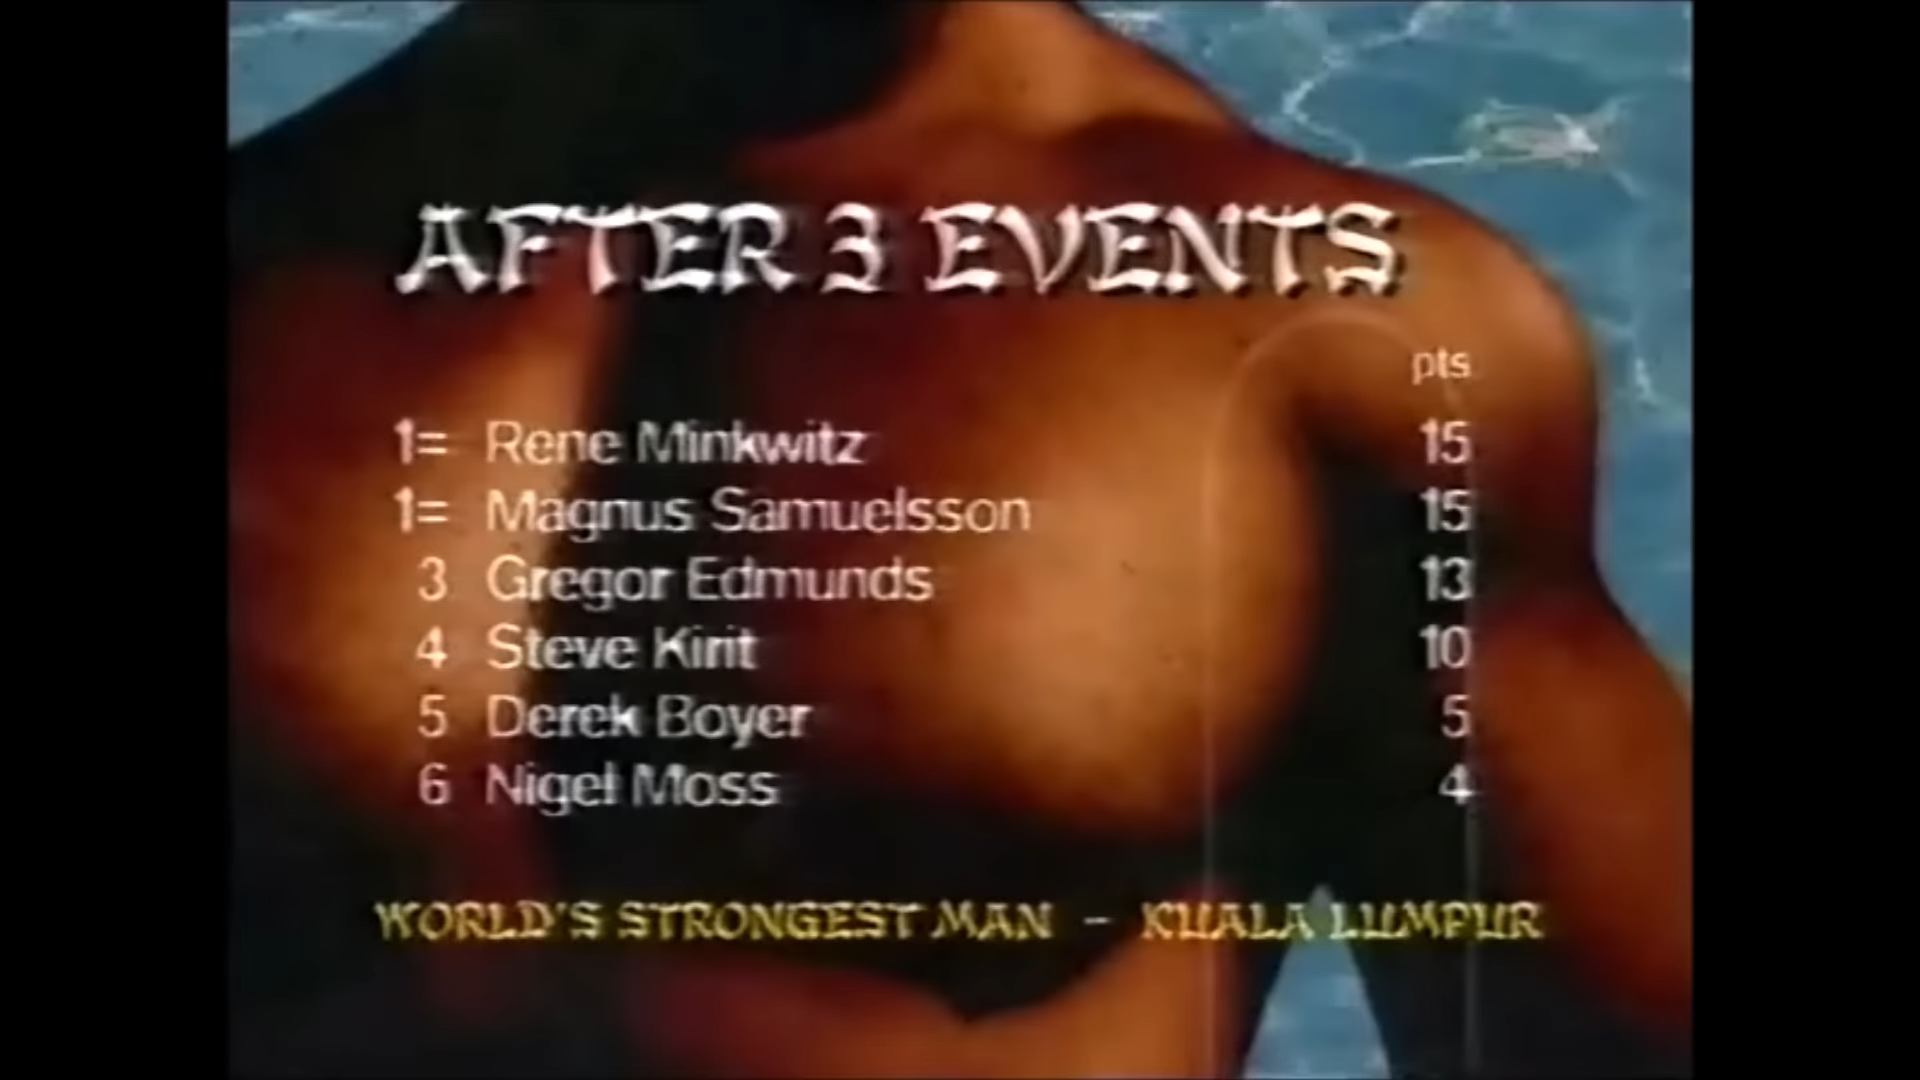 AFTER 3 EVENTS
pts
1= Rene Minkwitz 15
1= Magnus Samuelsson 15
3 Gregor Edmunds 13
4 Steve Kirit 10
5 Derek Boyer 5
6 Nigel Moss 4
WORLD'S STRONGEST MAN - KUALA LUMPUR